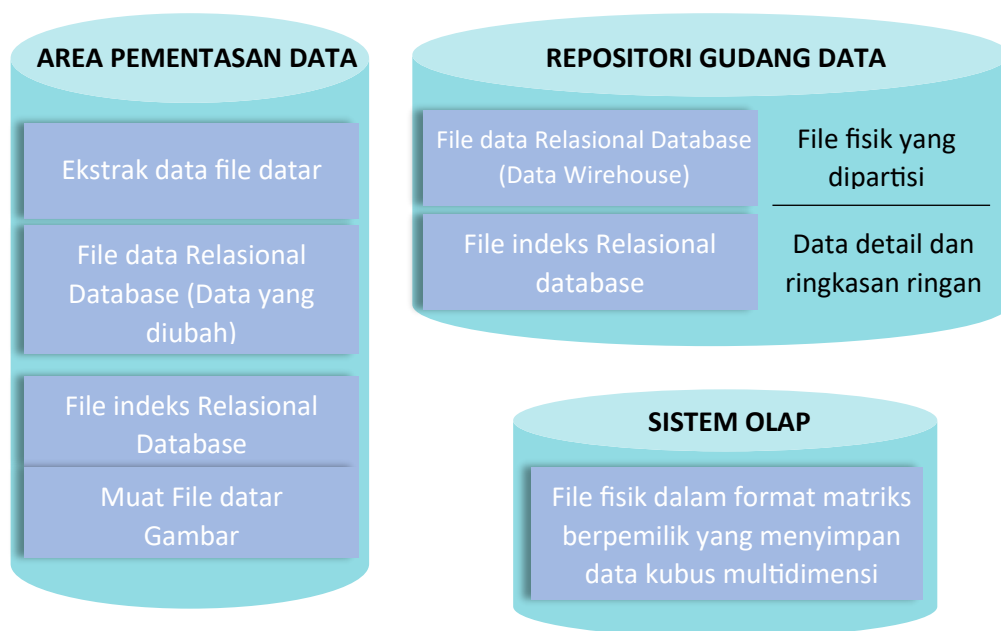 AREA PEMENTASAN DATA
Ekstrak data file datar
File data Relasional
Database (Data yang
diubah)
File indeks Relasional
Database
Muat File datar
Gambar
REPOSITORI GUDANG DATA
File data Relasional Database
(Data Wirehouse)
File indeks Relasional
database
File fisik yang
dipartisi
Data detail dan
ringkasan ringan
SISTEM OLAP
File fisik dalam format matriks
berpemilik yang menyimpan
data kubus multidimensi